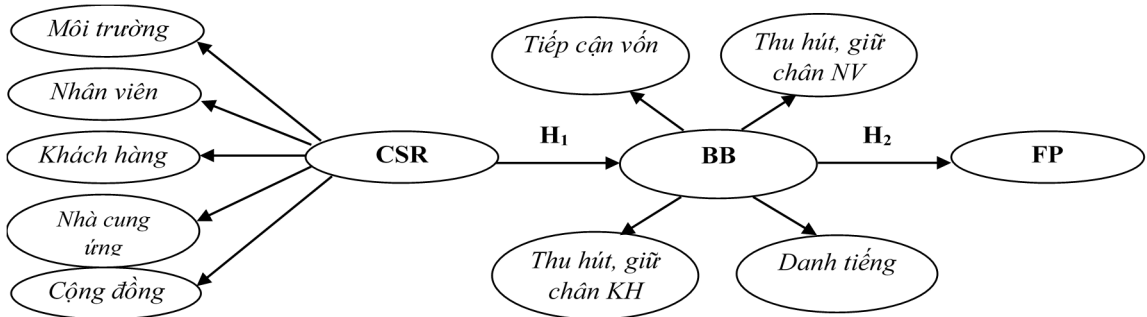 Môi trường
Nhân viên
Khách hàng
Nhà cung
ứng
Cộng đồng
CSR
H₁
Tiếp cận vốn
Thu hút, giữ
chân NV
BB
Thu hút, giữ
chân KH
Danh tiếng
H₂
FP